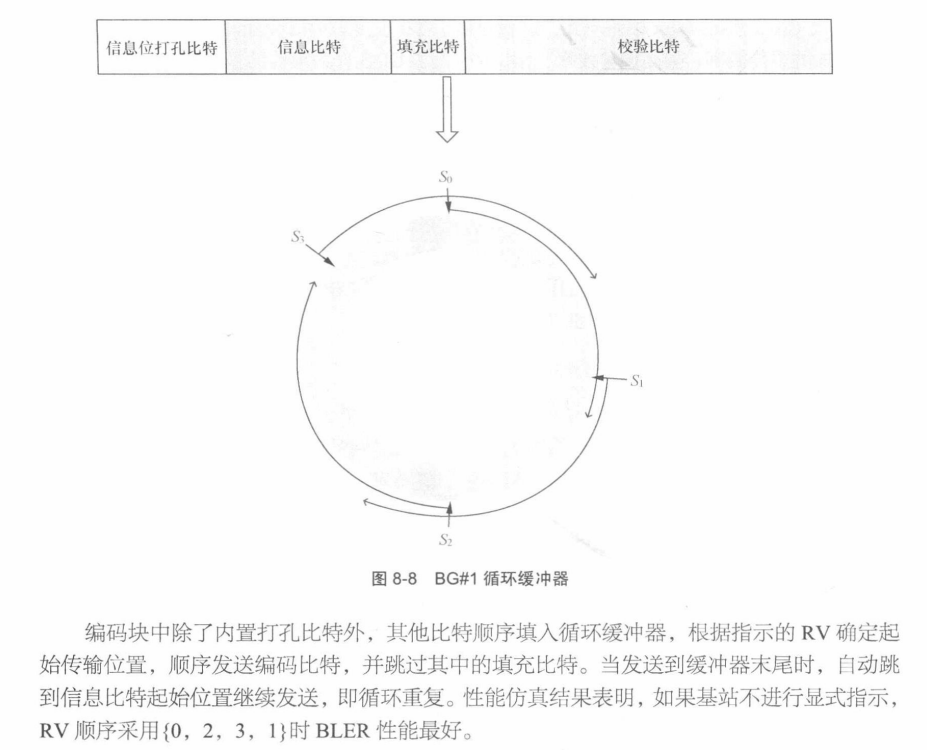 信息位打孔比特 信息比特 填充比特 校验比特
S0
S3
S1
S2
图 8-8 BG#1 循环缓冲器
编码块中除了内置打孔比特外，其他比特顺序填入循环缓冲器，根据指示的 RV 确定起
始传输位置，顺序发送编码比特，并跳过其中的填充比特。当发送到缓冲器末尾时，自动跳
到信息比特起始位置继续发送，即循环重复。性能仿真结果表明，如果基站不进行显式指示，
RV 顺序采用{0，2，3，1}时 BLER 性能最好。